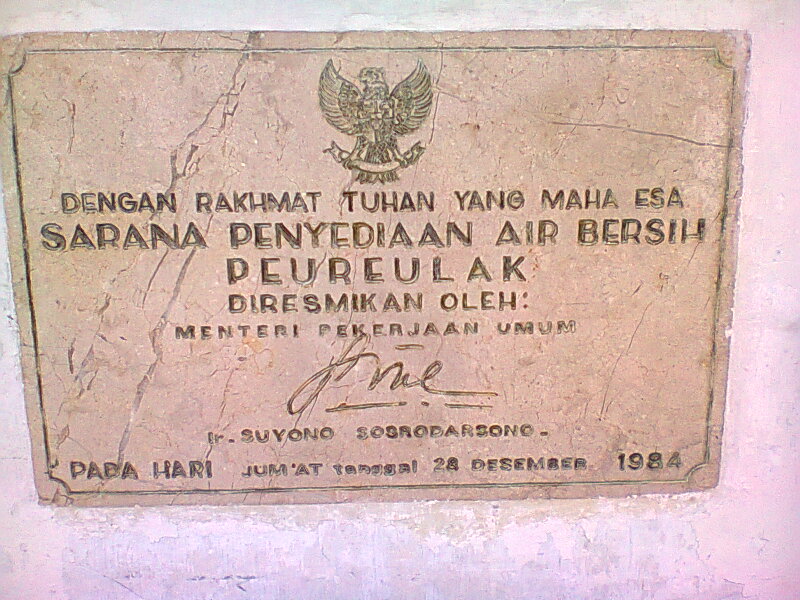 DENGAN RAKHMAT TUHAN YANG MAHA ESA
SARANA PENYEDIAAN AIR BERSIH
PEUREULAK
DIRESMIKAN OLEH:
MENTERI PEKERJAAN UMUM
Ir. SUYONO SOSRODARSONO.
PADA HARI JUM'AT tanggal 28 DESEMBER 1984